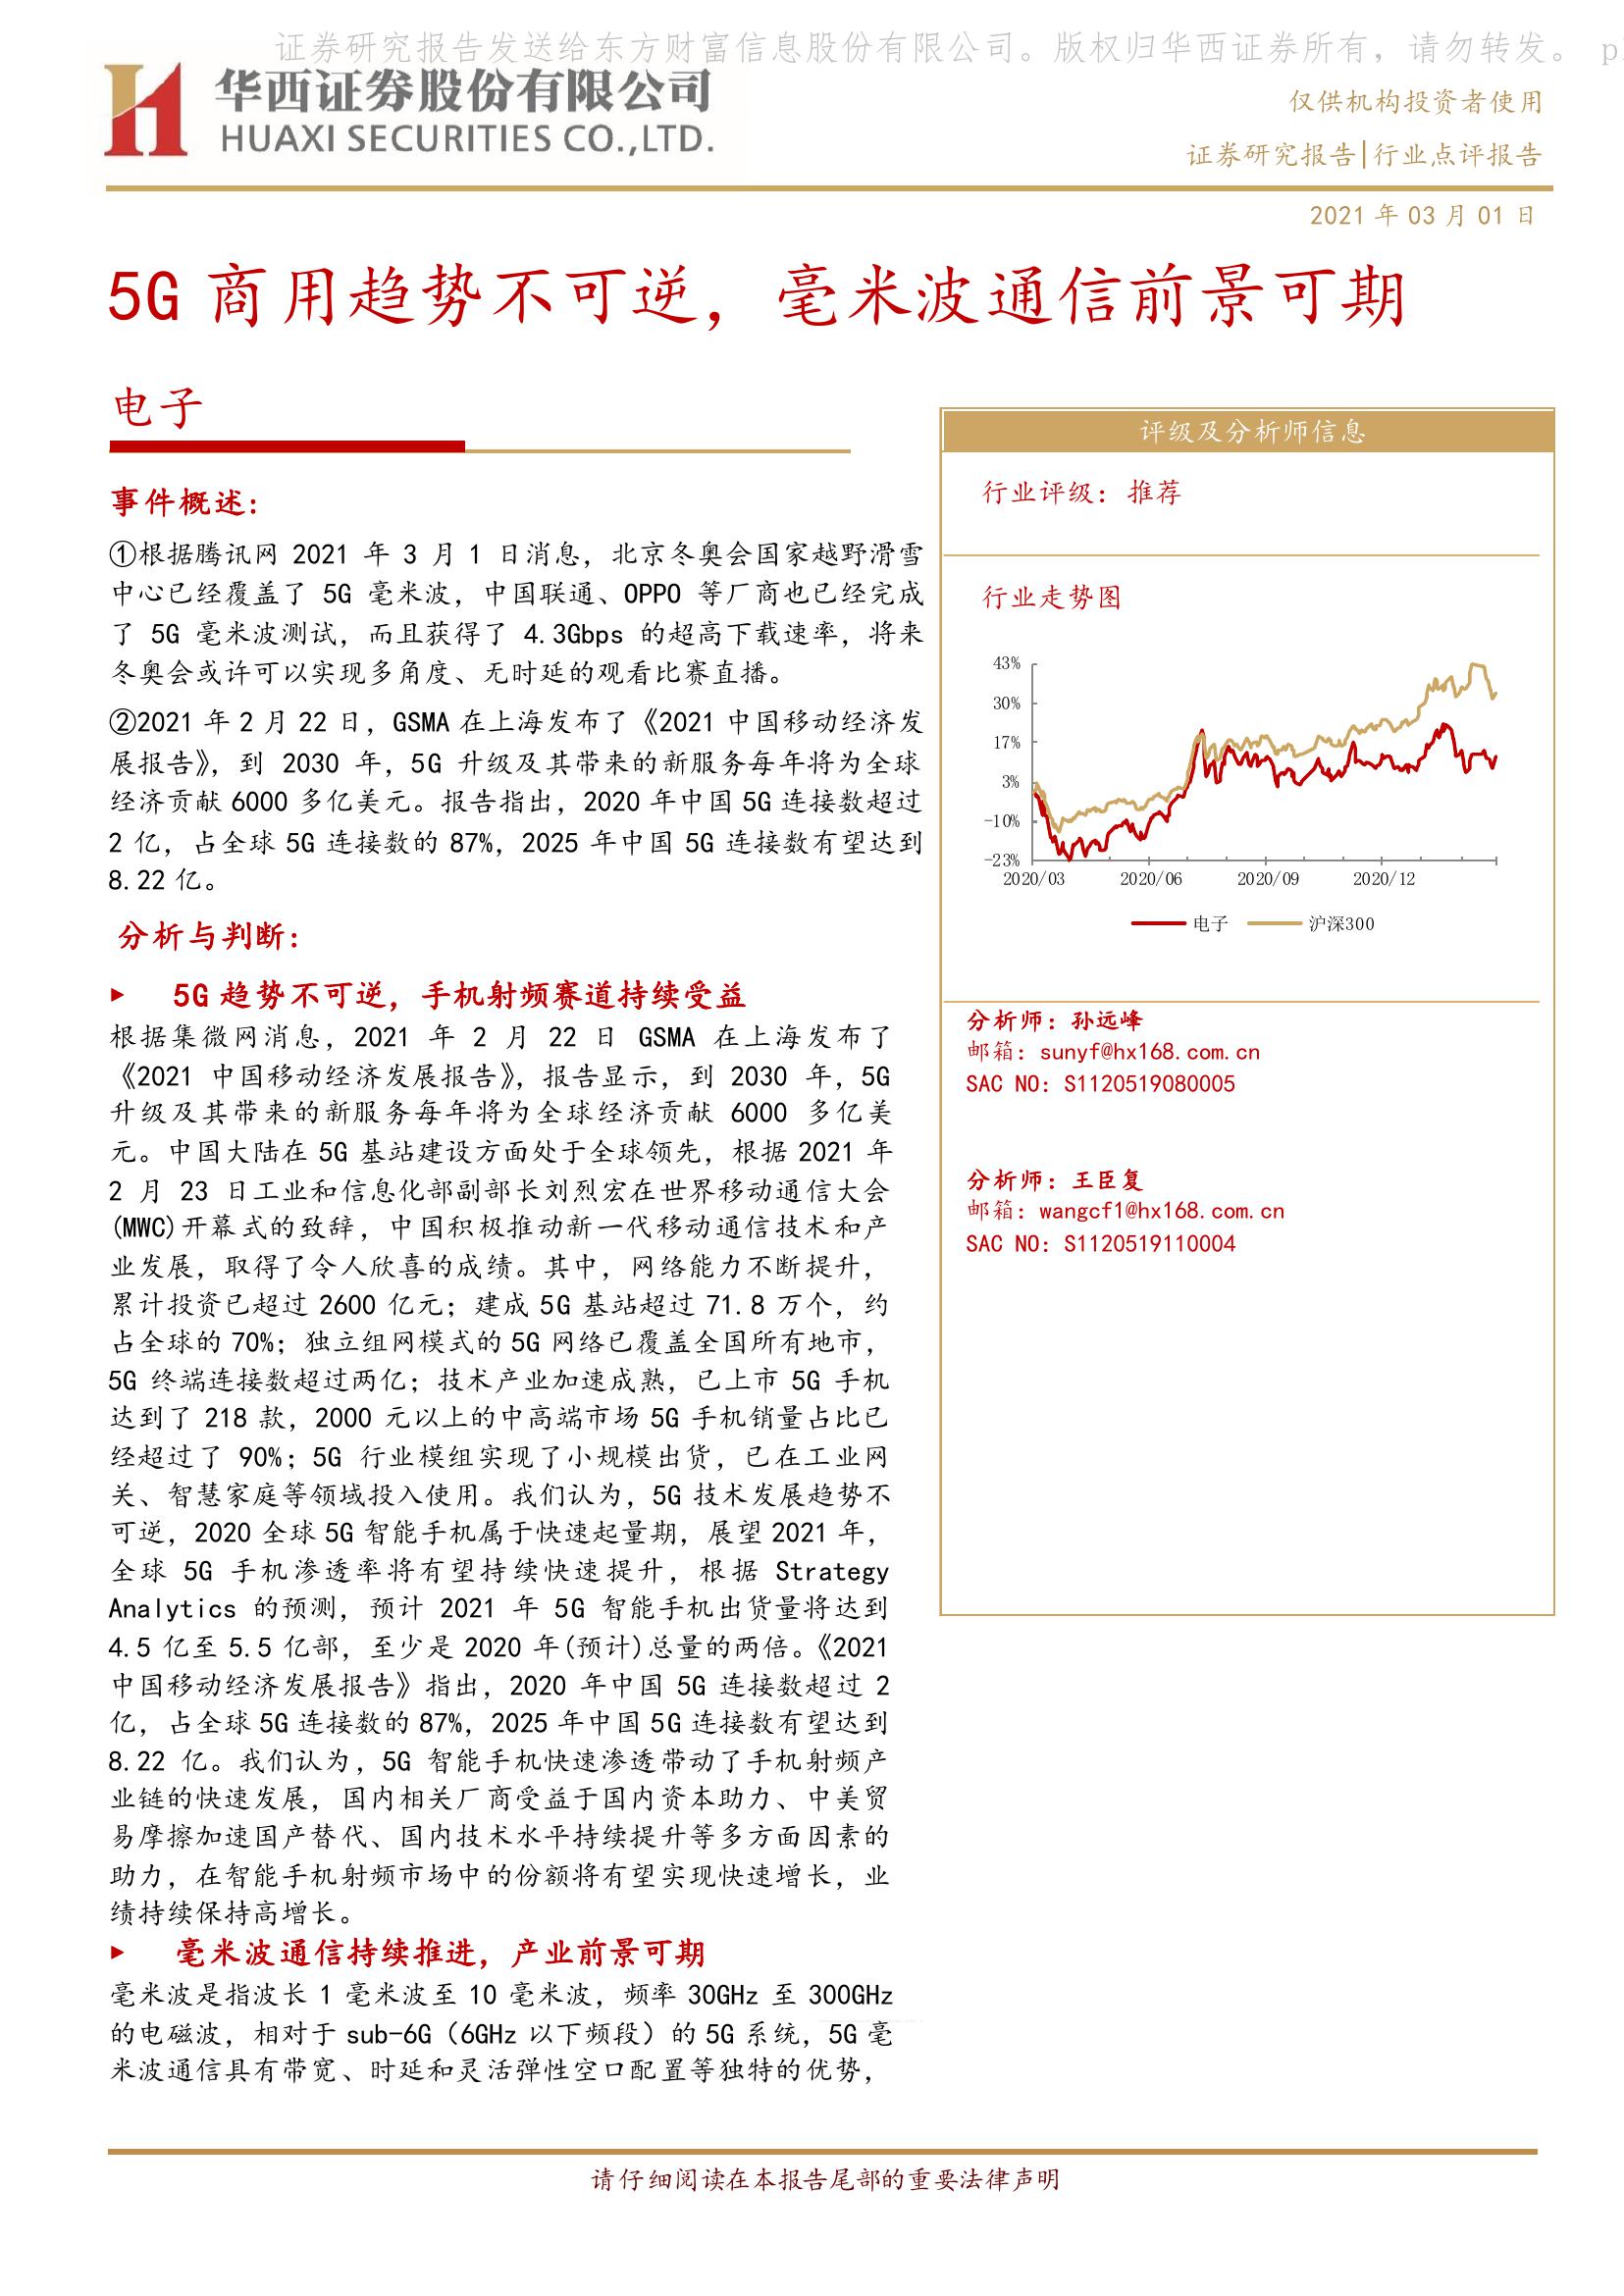 证券研究报告发送给东方财富信息股份有限公司。版权归华西证券所有，请勿转发。 p
华西证券股份有限公司
HUAXI SECURITIES CO.,LTD.
仅供机构投资者使用
证券研究报告|行业点评报告
2021 年 03 月 01 日
5G 商用趋势不可逆，毫米波通信前景可期
电子
事件概述：
①根据腾讯网 2021 年 3 月 1 日消息，北京冬奥会国家越野滑雪
中心已经覆盖了 5G 毫米波，中国联通、OPPO 等厂商也已经完成
了 5G 毫米波测试，而且获得了 4.3Gbps 的超高下载速率，将来
冬奥会或许可以实现多角度、无时延的观看比赛直播。
②2021 年 2 月 22 日，GSMA 在上海发布了《2021 中国移动经济发
展报告》，到 2030 年，5G 升级及其带来的新服务每年将为全球
经济贡献 6000 多亿美元。报告指出，2020 年中国 5G 连接数超过
2 亿，占全球 5G 连接数的 87%，2025 年中国 5G 连接数有望达到
8.22 亿。
分析与判断：
► 5G 趋势不可逆，手机射频赛道持续受益
根据集微网消息，2021 年 2 月 22 日 GSMA 在上海发布了
《2021 中国移动经济发展报告》，报告显示，到 2030 年，5G
升级及其带来的新服务每年将为全球经济贡献 6000 多亿美
元。中国大陆在 5G 基站建设方面处于全球领先，根据 2021 年
2 月 23 日工业和信息化部副部长刘烈宏在世界移动通信大会
(MWC)开幕式的致辞，中国积极推动新一代移动通信技术和产
业发展，取得了令人欣喜的成绩。其中，网络能力不断提升，
累计投资已超过 2600 亿元；建成 5G 基站超过 71.8 万个，约
占全球的 70%；独立组网模式的 5G 网络已覆盖全国所有地市，
5G 终端连接数超过两亿；技术产业加速成熟，已上市 5G 手机
达到了 218 款，2000 元以上的中高端市场 5G 手机销量占比已
经超过了 90%；5G 行业模组实现了小规模出货，已在工业网
关、智慧家庭等领域投入使用。我们认为，5G 技术发展趋势不
可逆，2020 全球 5G 智能手机属于快速起量期，展望 2021 年，
全球 5G 手机渗透率将有望持续快速提升，根据 Strategy
Analytics 的预测，预计 2021 年 5G 智能手机出货量将达到
4.5 亿至 5.5 亿部，至少是 2020 年(预计)总量的两倍。《2021
中国移动经济发展报告》指出，2020 年中国 5G 连接数超过 2
亿，占全球 5G 连接数的 87%，2025 年中国 5G 连接数有望达到
8.22 亿。我们认为，5G 智能手机快速渗透带动了手机射频产
业链的快速发展，国内相关厂商受益于国内资本助力、中美贸
易摩擦加速国产替代、国内技术水平持续提升等多方面因素的
助力，在智能手机射频市场中的份额将有望实现快速增长，业
绩持续保持高增长。
► 毫米波通信持续推进，产业前景可期
毫米波是指波长 1 毫米波至 10 毫米波，频率 30GHz 至 300GHz
的电磁波，相对于 sub-6G（6GHz 以下频段）的 5G 系统，5G 毫
米波通信具有带宽、时延和灵活弹性空口配置等独特的优势，
评级及分析师信息
行业评级：推荐
行业走势图
43%
30%
17%
3%
-10%
-23%
2020/03 2020/06 2020/09 2020/12
电子 沪深300
分析师：孙远峰
邮箱：sunyf@hx168.com.cn
SAC NO：S1120519080005
分析师：王臣复
邮箱：wangcf1@hx168.com.cn
SAC NO：S1120519110004
请仔细阅读在本报告尾部的重要法律声明